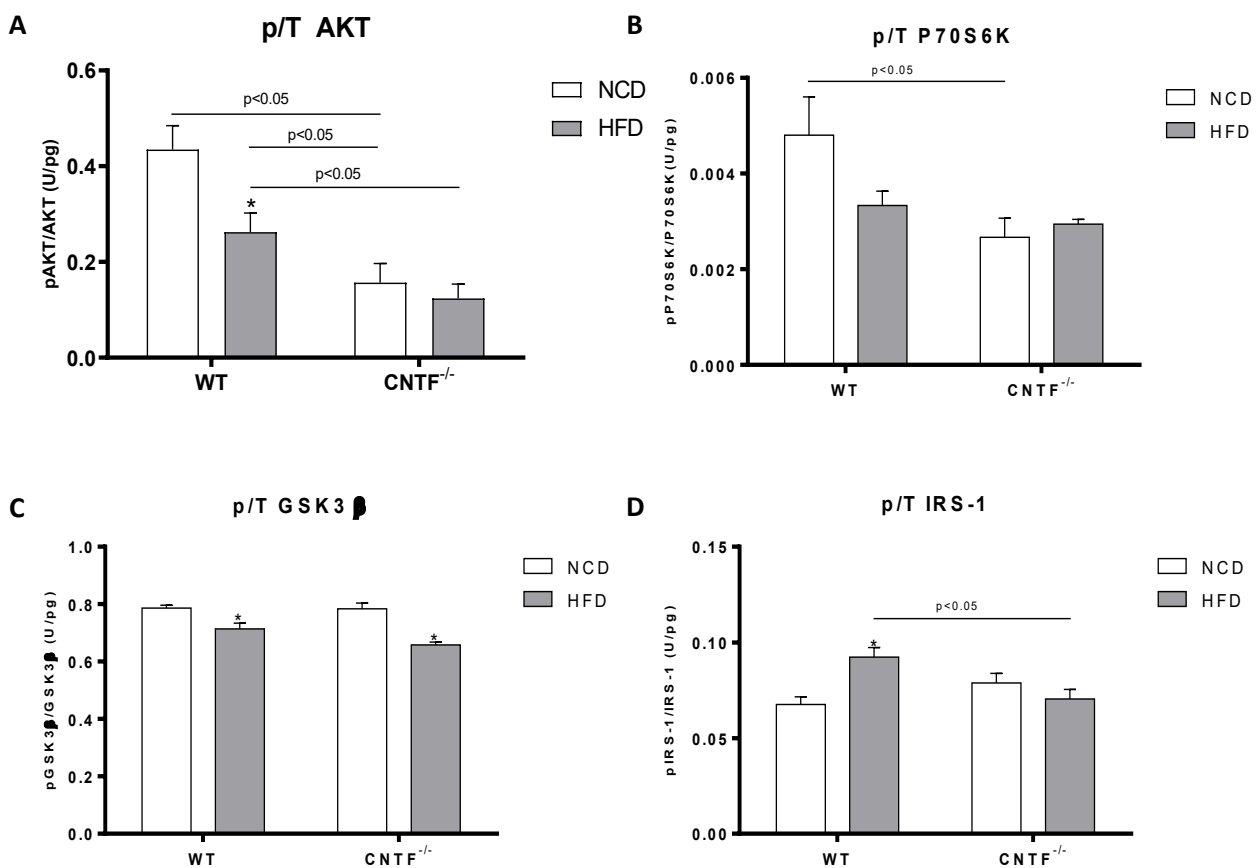 A
p/T AKT
pAKT/AKT (U/pg)
0.6
0.4
0.2
0.0
p<0.05
p<0.05
p<0.05
*
NCD
HFD
WT
CNTF-/-
B
p/T P70S6K
pP70S6K/P70S6K (U/pg)
0.006
0.004
0.002
0.000
p<0.05
NCD
HFD
WT
CNTF-/-
C
p/T GSK3β
pGSK3β/GSK3β (U/pg)
1.0
0.8
0.6
0.4
0.2
0.0
*
*
NCD
HFD
WT
CNTF-/-
D
p/T IRS-1
pIRS-1/IRS-1 (U/pg)
0.15
0.10
0.05
0.00
p<0.05
*
NCD
HFD
WT
CNTF-/-